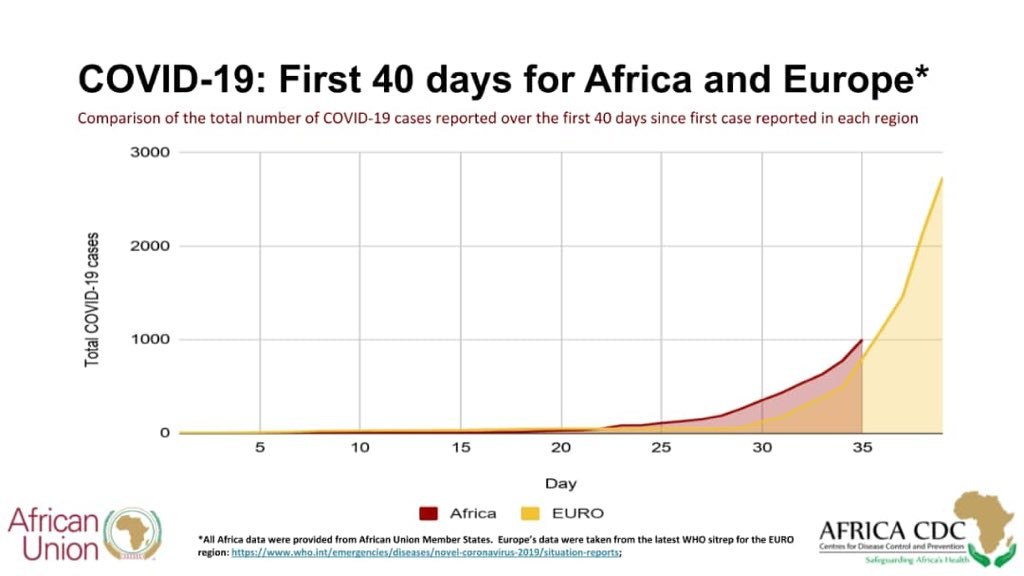 COVID-19: First 40 days for Africa and Europe*
Comparison of the total number of COVID-19 cases reported over the first 40 days since first case reported in each region
3000
2000
1000
0
Total COVID-19 cases
5 10 15 20 25 30 35
Day
Africa EURO
African
Union
*All Africa data were provided from African Union Member States. Europe's data were taken from the latest WHO sitrep for the EURO
region: https://www.who.int/emergencies/diseases/novel-coronavirus-2019/situation-reports;
AFRICA CDC
Centres for Disease Control and Prevention
Safeguarding Africa's Health